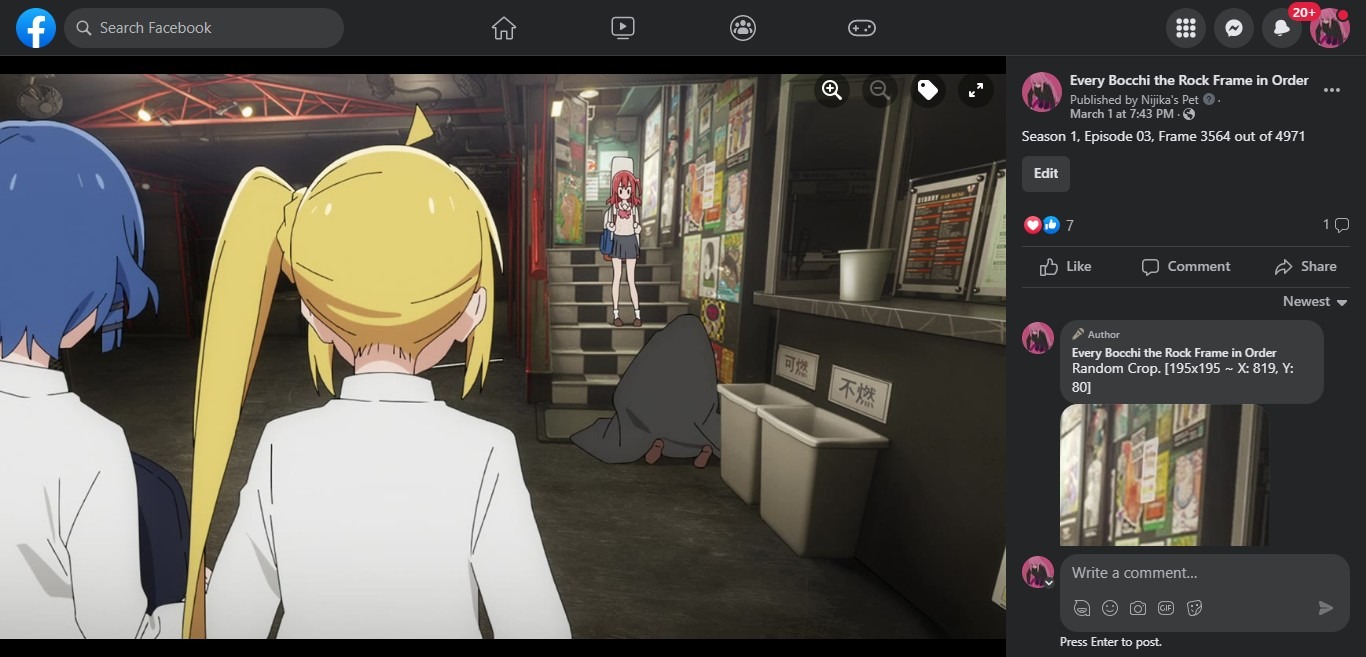 Search Facebook
20+
Every Bocchi the Rock Frame in Order
Published by Nijika's Pet
March 1 at 7:43 PM ·
Season 1, Episode 03, Frame 3564 out of 4971
Edit
7
1
Like
Comment
Share
Newest
Author
Every Bocchi the Rock Frame in Order
Random Crop. [195x195 ~ X: 819, Y:
80]
Write a comment...
GIF
Press Enter to post.
可燃
不燃